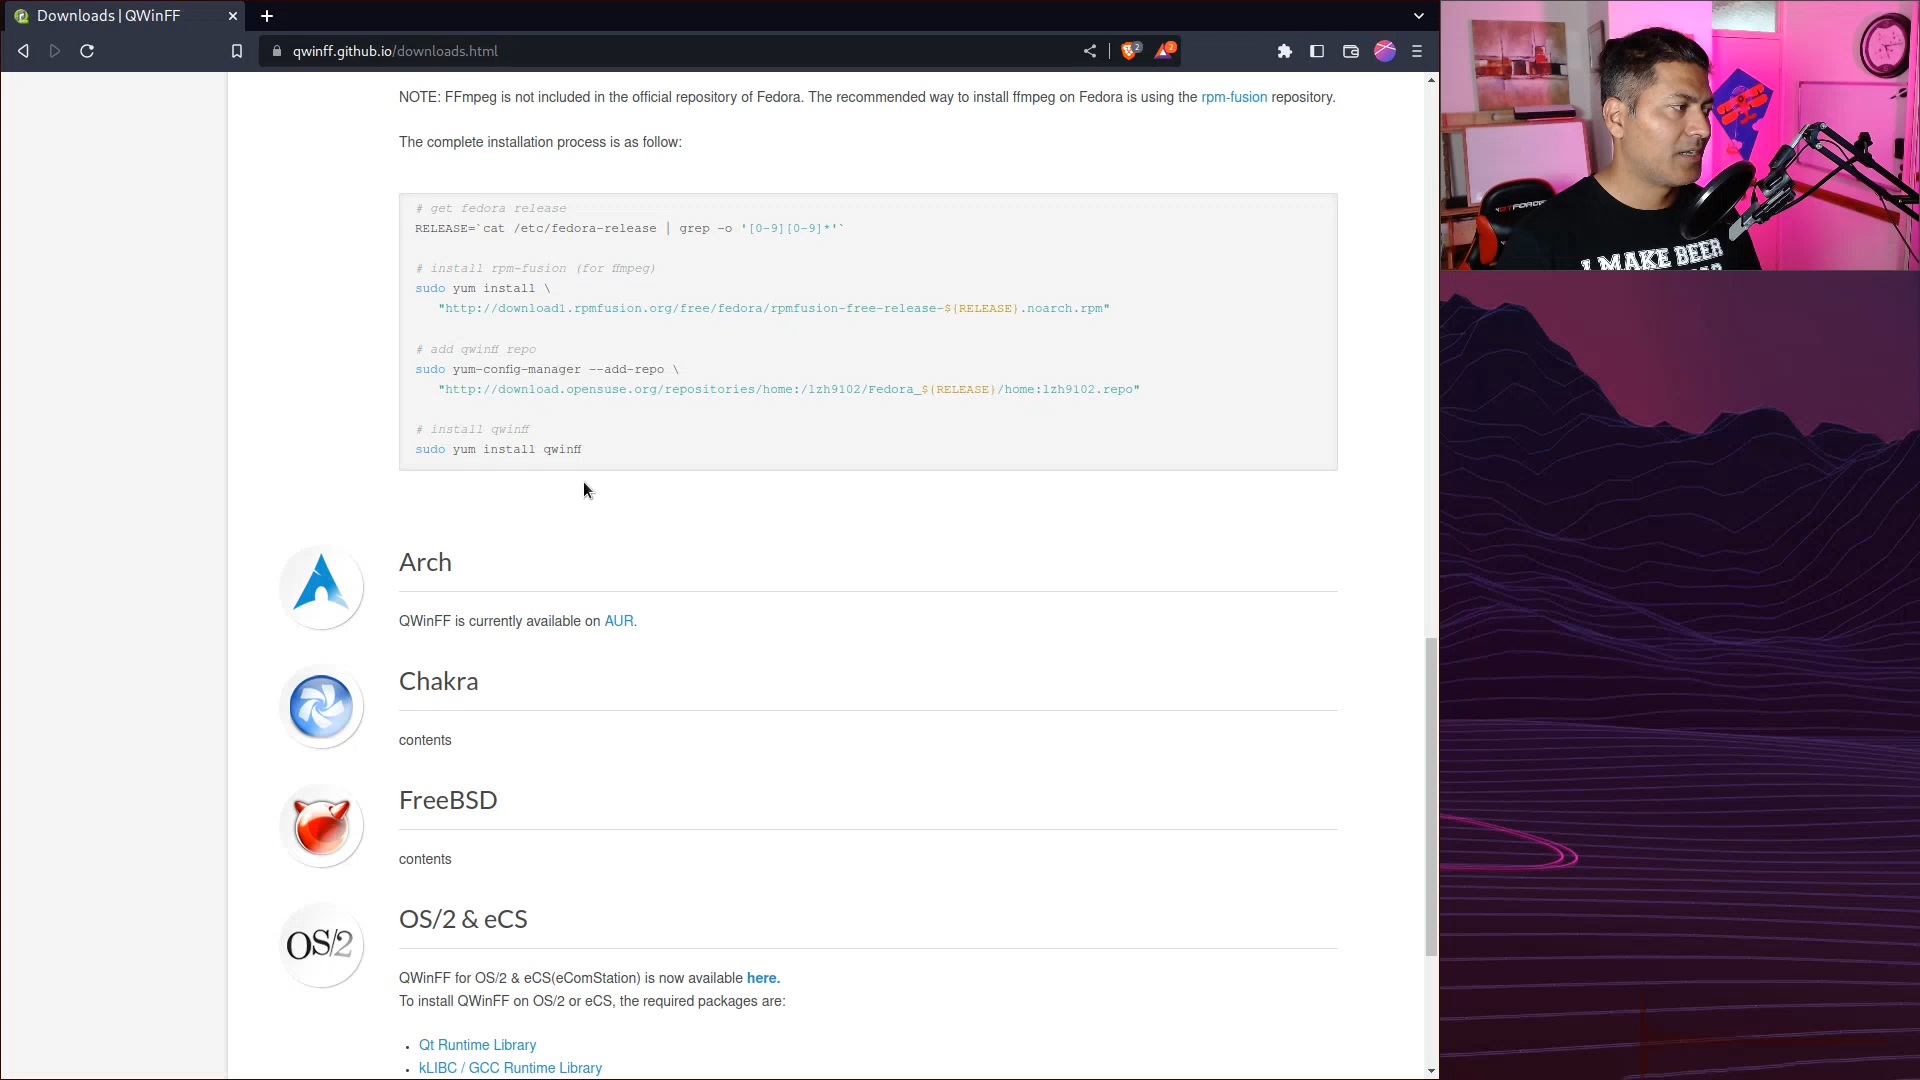 Downloads | QWinFF
qwinff.github.io/downloads.html
2
2
NOTE: FFmpeg is not included in the official repository of Fedora. The recommended way to install ffmpeg on Fedora is using the rpm-fusion repository.
The complete installation process is as follow:
# get fedora release
RELEASE=`cat /etc/fedora-release | grep -o '[0-9][0-9]*'`
# install rpm-fusion (for ffmpeg)
sudo yum install \
"http://download1.rpmfusion.org/free/fedora/rpmfusion-free-release-${RELEASE}.noarch.rpm"
# add qwinff repo
sudo yum-config-manager --add-repo \
"http://download.opensuse.org/repositories/home:/lzh9102/Fedora_${RELEASE}/home:lzh9102.repo"
# install qwinff
sudo yum install qwinff
Arch
QWinFF is currently available on AUR.
Chakra
contents
FreeBSD
contents
OS/2
OS/2 & eCS
QWinFF for OS/2 & eCS(eComStation) is now available here.
To install QWinFF on OS/2 or eCS, the required packages are:
• Qt Runtime Library
• kLIBC / GCC Runtime Library
I MAKE BEER